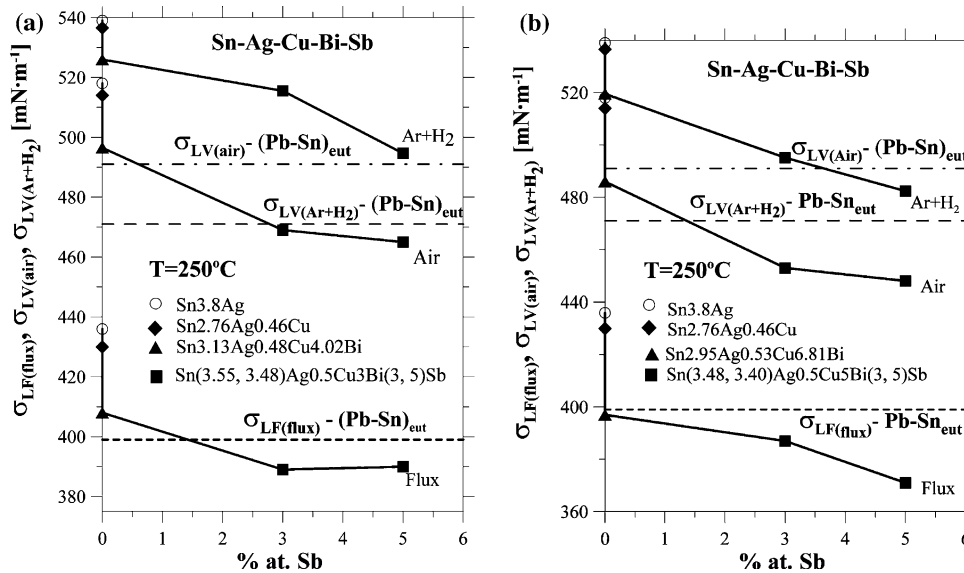 (a)
Sn-Ag-Cu-Bi-Sb
σLF(flux), σLV(air), σLV(Ar+H2) [mN·m-1]
540
520
500
480
470
460
440
430
420
410
400
390
380
Ar+H2
σLV(air)- (Pb-Sn)eut
σLV(Ar+H2)- (Pb-Sn)eut
Air
T=250ºC
Sn3.8Ag
Sn2.76Ag0.46Cu
Sn3.13Ag0.48Cu4.02Bi
Sn(3.55, 3.48)Ag0.5Cu3Bi(3, 5)Sb
σLF(flux) - (Pb-Sn)eut
Flux
0 1 2 3 4 5 6
% at. Sb
(b)
Sn-Ag-Cu-Bi-Sb
σLF(flux), σLV(air), σLV(Ar+H2) [mN·m-1]
520
480
440
400
360
σLV(Air)- (Pb-Sn)eut
σLV(Ar+H2)- Pb-Sneut
Ar+H2
T=250ºC
Air
Sn3.8Ag
Sn2.76Ag0.46Cu
Sn2.95Ag0.53Cu6.81Bi
Sn(3.48, 3.40)Ag0.5Cu5Bi(3, 5)Sb
σLF(flux)- Pb-Sneut
Flux
0 1 2 3 4 5 6
% at. Sb